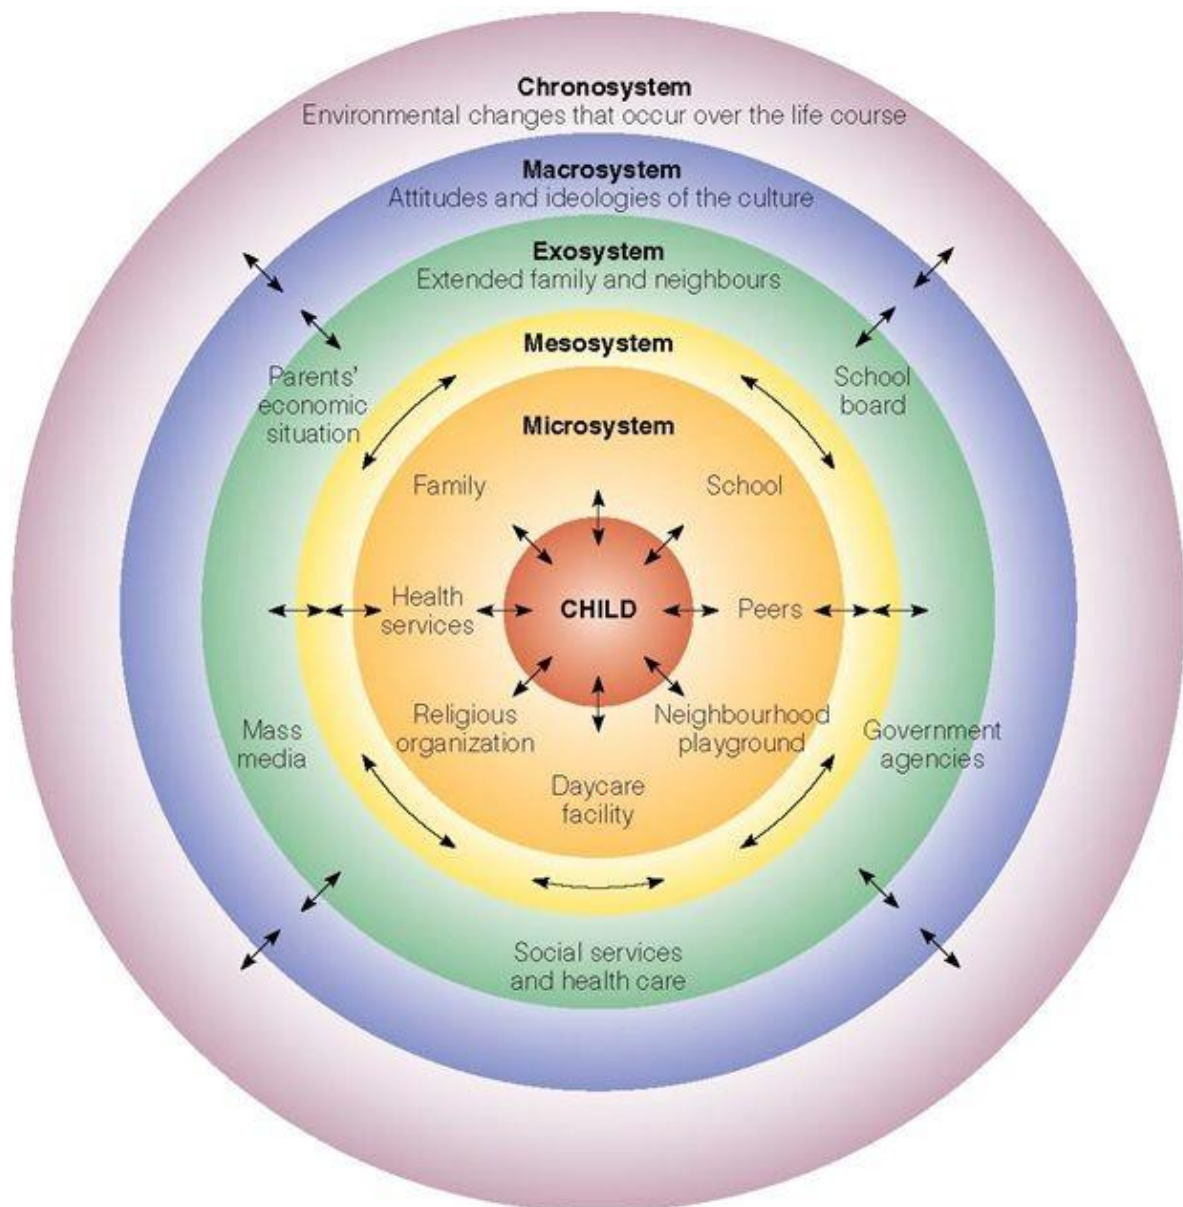 Chronosystem
Environmental changes that occur over the life course
Macrosystem
Attitudes and ideologies of the culture
Exosystem
Extended family and neighbours
Mesosystem
Parents'
economic
situation
School
board
Microsystem
Family
School
Health
services
CHILD
Peers
Religious
organization
Neighbourhood
playground
Mass
media
Government
agencies
Daycare
facility
Social services
and health care